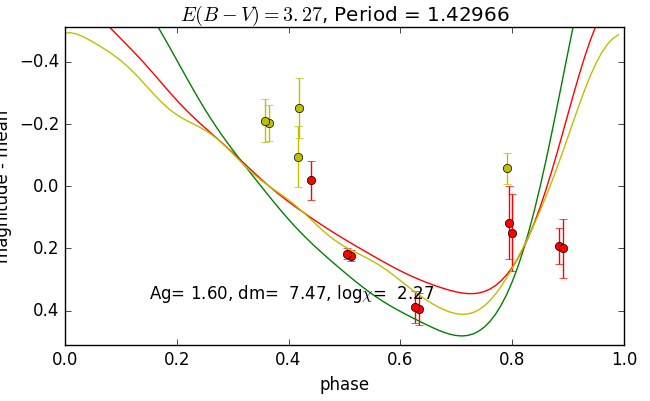 E(B − V) = 3.27, Period = 1.42966
−0.4
−0.2
0.0
0.2
0.4
magnitude - mean
Ag= 1.60, dm= 7.47, logχ= 2.27
0.0 0.2 0.4 0.6 0.8 1.0
phase